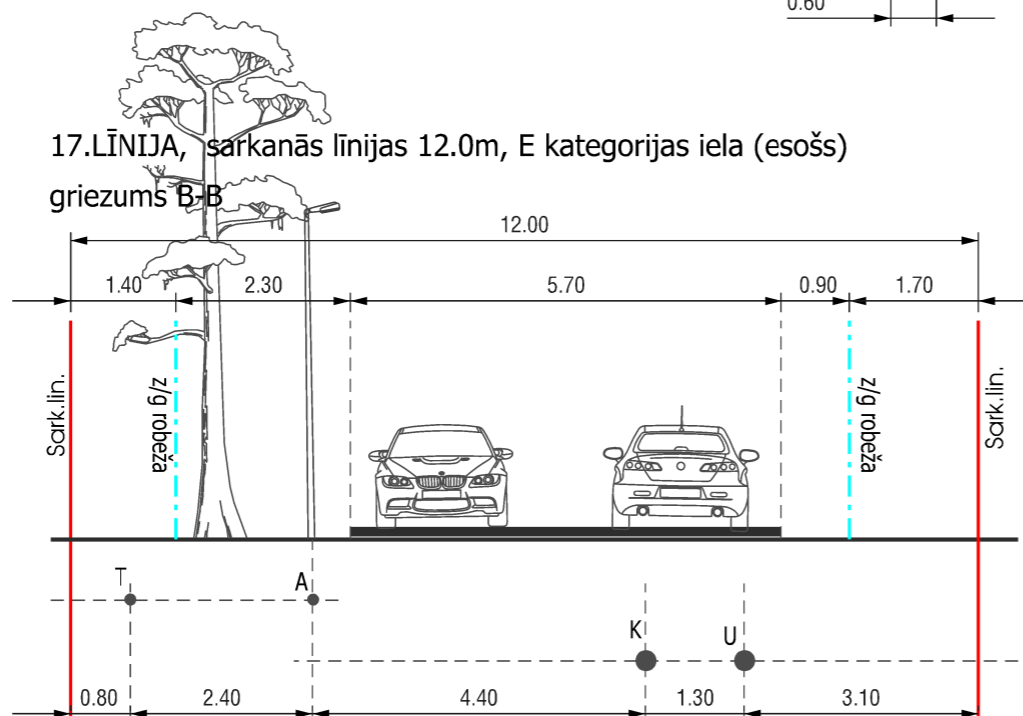 0.60
17.LĪNIJA, sarkanās līnijas 12.0m, E kategorijas iela (esošs)
griezums B-B
12.00
1.40 2.30 5.70 0.90 1.70
Sark.lin.
z/g robeža
z/g robeža
Sark.lin.
T A
K U
0.80 2.40 4.40 1.30 3.10